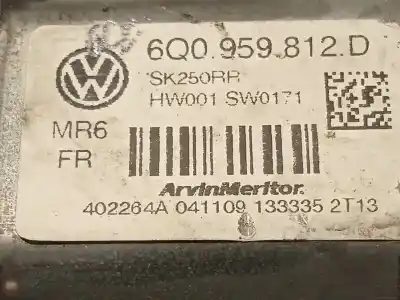 6Q0.959.812.D
SK250RR
HW001 SW0171
MR6
FR
ArvinMeritor
402264A 041109 133335 2T13